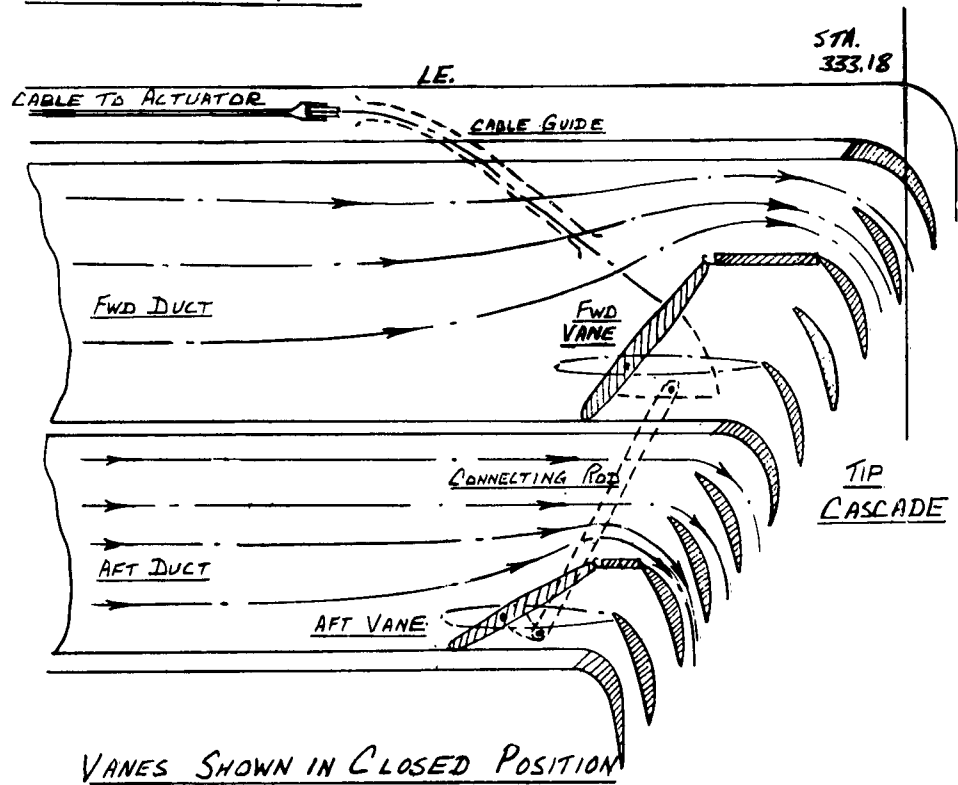 STA.
333.18
LE.
CABLE TO ACTUATOR
CABLE GUIDE
FWD DUCT
FWD
VANE
CONNECTING ROD
TIP
CASCADE
AFT DUCT
AFT VANE
VANES SHOWN IN CLOSED POSITION